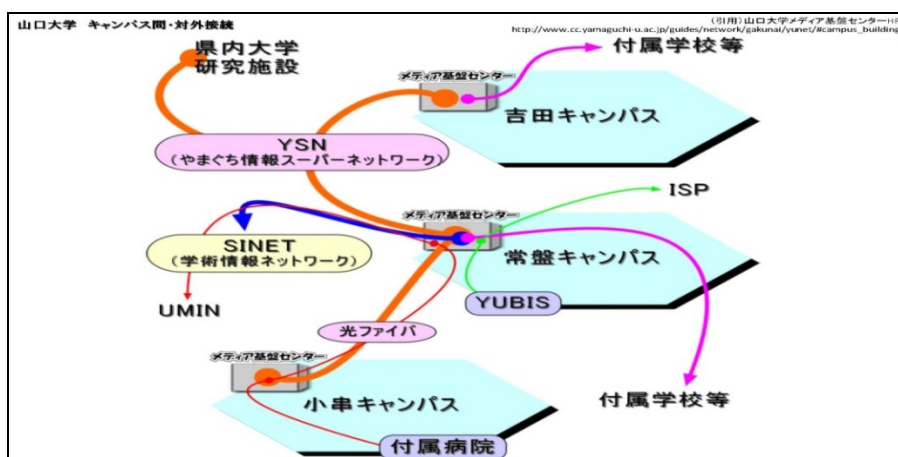 山口大学 キャンパス間・対外接続
(引用)山口大学メディア基盤センターHP
http://www.cc.yamaguchi-u.ac.jp/guides/network/gakunai/yunet/#campus_building
県内大学
研究施設
付属学校等
メディア基盤センター
吉田キャンパス
YSN
(やまぐち情報スーパーネットワーク)
ISP
メディア基盤センター
SINET
(学術情報ネットワーク)
常盤キャンパス
YUBIS
UMIN
光ファイバ
メディア基盤センター
小串キャンパス
付属学校等
付属病院